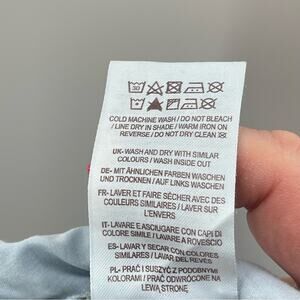 30
COLD MACHINE WASH / DO NOT BLEACH
/ LINE DRY IN SHADE / WARM IRON ON
REVERSE / DO NOT DRY CLEAN
UK- WASH AND DRY WITH SIMILAR
COLOURS / WASH INSIDE OUT
DE- MIT ÄHNLICHEN FARBEN WASCHEN
UND TROCKNEN / AUF LINKS WASCHEN
FR- LAVER ET FAIRE SÉCHER AVEC DES
COULEURS SIMILAIRES / LAVER SUR
L'ENVERS
IT- LAVARE E ASCIUGARE CON CAPI DI
COLORE SIMILE / LAVARE A ROVESCIO
ES- LAVAR Y SECAR CON COLORES
SIMILARES / LAVAR DEL REVÉS
PL- PRAĆ I SUSZYĆ Z PODOBNYMI
KOLORAMI / PRAĆ ODWRÓCONE NA
LEWĄ STRONĘ